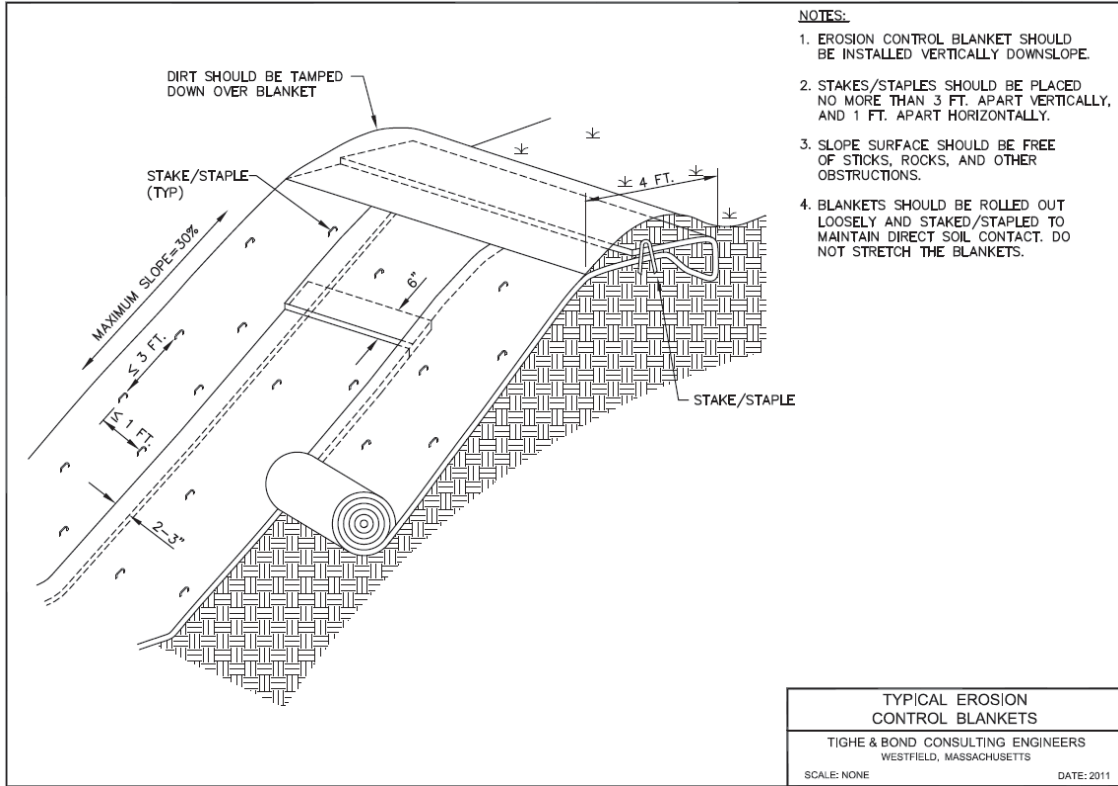 NOTES:
1. EROSION CONTROL BLANKET SHOULD
BE INSTALLED VERTICALLY DOWNSLOPE.
2. STAKES/STAPLES SHOULD BE PLACED
NO MORE THAN 3 FT. APART VERTICALLY,
AND 1 FT. APART HORIZONTALLY.
3. SLOPE SURFACE SHOULD BE FREE
OF STICKS, ROCKS, AND OTHER
OBSTRUCTIONS.
4. BLANKETS SHOULD BE ROLLED OUT
LOOSELY AND STAKED/STAPLED TO
MAINTAIN DIRECT SOIL CONTACT. DO
NOT STRETCH THE BLANKETS.
DIRT SHOULD BE TAMPED
DOWN OVER BLANKET
STAKE/STAPLE
(TYP)
4 FT.
MAXIMUM SLOPE=30%
6"
≤ 3 FT.
≤ 1 FT.
STAKE/STAPLE
2-3"
TYPICAL EROSION
CONTROL BLANKETS
TIGHE & BOND CONSULTING ENGINEERS
WESTFIELD, MASSACHUSETTS
SCALE: NONE
DATE: 2011